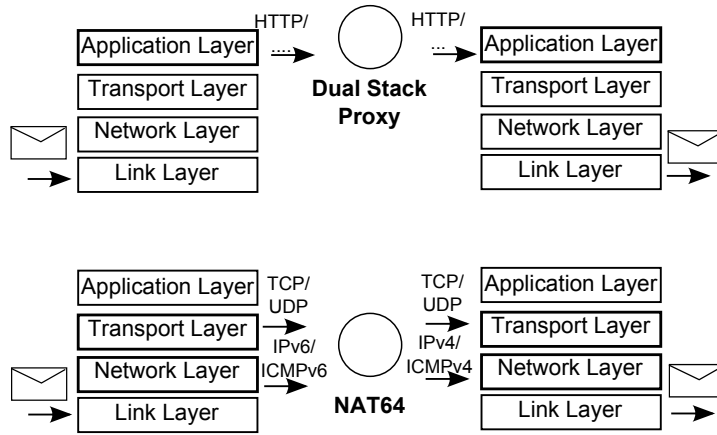 HTTP/
....
HTTP/
...
Application Layer
Application Layer
Transport Layer
Dual Stack
Proxy
Transport Layer
Network Layer
Network Layer
Link Layer
Link Layer
Application Layer
TCP/
UDP
TCP/
UDP
Application Layer
Transport Layer
Transport Layer
IPv6/
ICMPv6
IPv4/
ICMPv4
Network Layer
Network Layer
NAT64
Link Layer
Link Layer